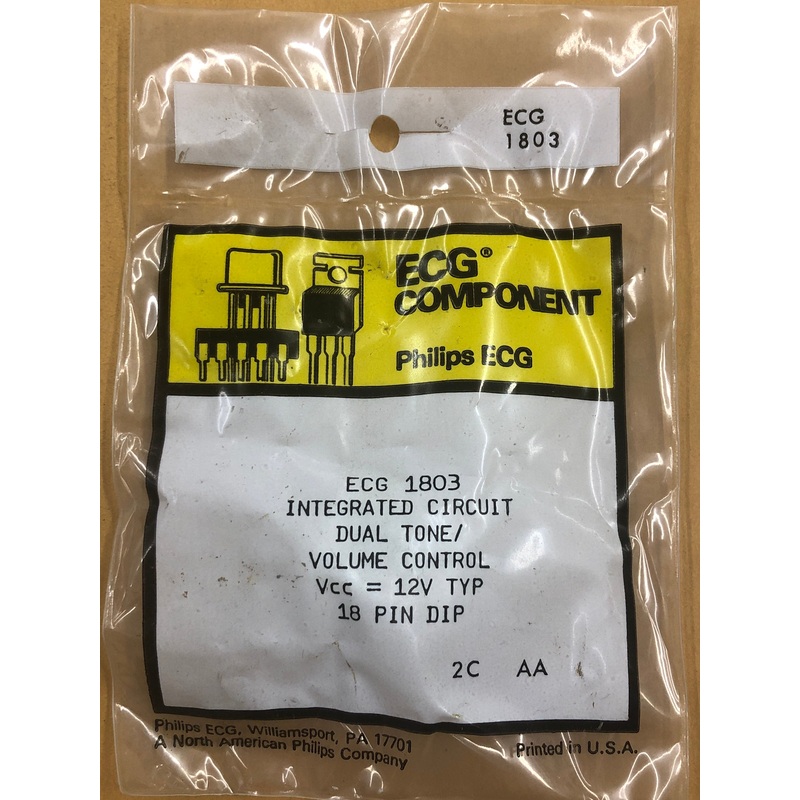 ECG
1803
ECG®
COMPONENT
Philips ECG
ECG 1803
INTEGRATED CIRCUIT
DUAL TONE/
VOLUME CONTROL
Vcc = 12V TYP
18 PIN DIP
2C AA
Philips ECG, Williamsport, PA 17701
A North American Philips Company
Printed in U.S.A.